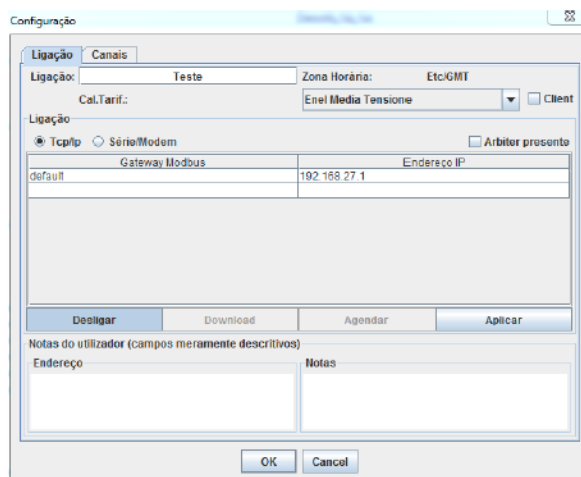 Configuração
Ligação Canais
Ligação: Teste Zona Horária: Etc/GMT
Cal.Tarif.: Enel Media Tensione Client
Ligação
Tcp/Ip Série/Modem Arbiter presente
Gateway Modbus Endereço IP
default 192.168.27.1
Desligar Download Agendar Aplicar
Notas do utilizador (campos meramente descritivos)
Endereço Notas
OK Cancel